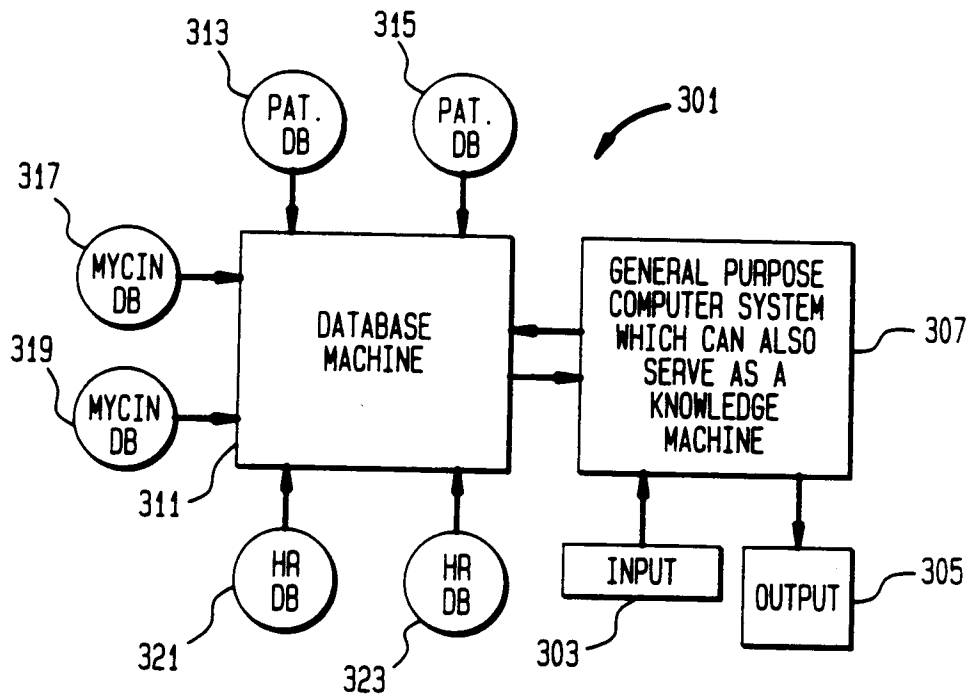 313
315
PAT.
DB
PAT.
DB
301
317
MYCIN
DB
319
MYCIN
DB
DATABASE
MACHINE
311
GENERAL PURPOSE
COMPUTER SYSTEM
WHICH CAN ALSO
SERVE AS A
KNOWLEDGE
MACHINE
307
HR
DB
321
HR
DB
323
INPUT
303
OUTPUT
305